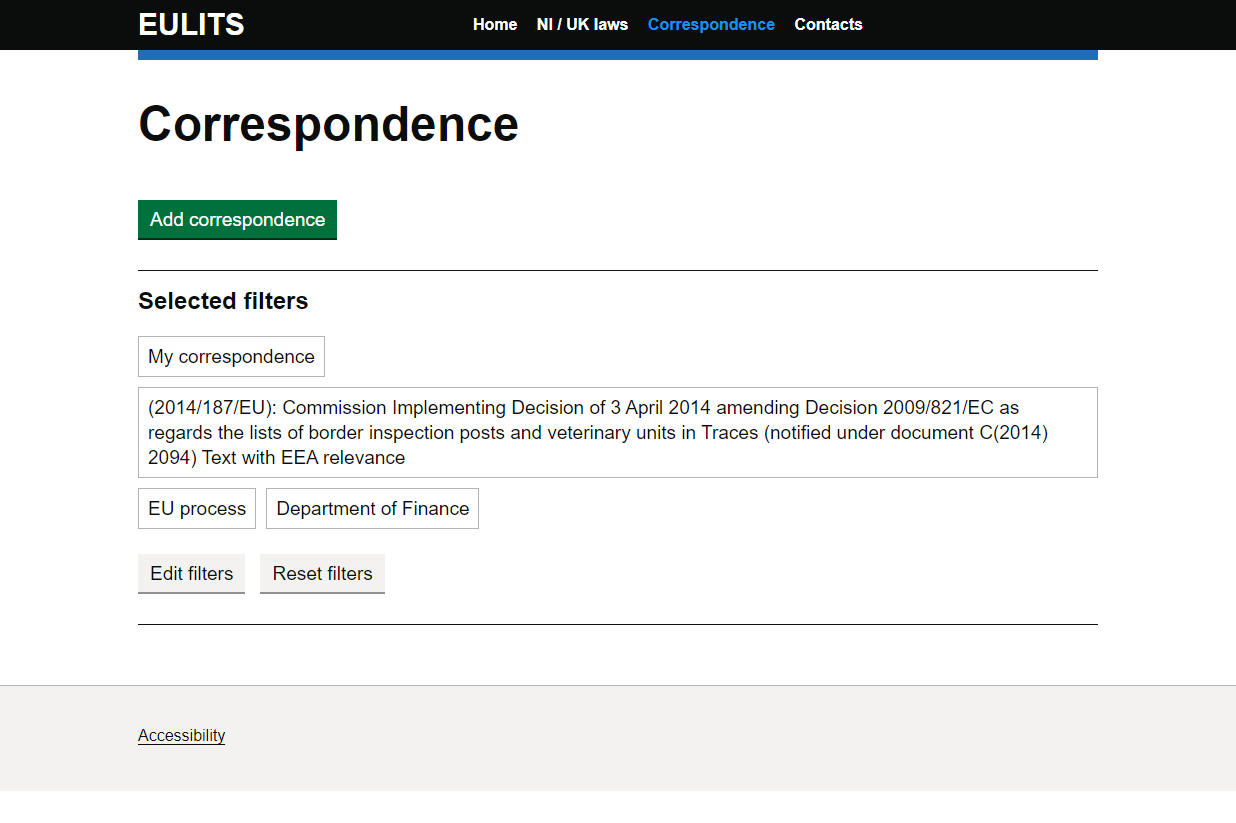 EULITS
Home NI / UK laws Correspondence Contacts
Correspondence
Add correspondence
Selected filters
My correspondence
(2014/187/EU): Commission Implementing Decision of 3 April 2014 amending Decision 2009/821/EC as
regards the lists of border inspection posts and veterinary units in Traces (notified under document C(2014)
2094) Text with EEA relevance
EU process Department of Finance
Edit filters Reset filters
Accessibility